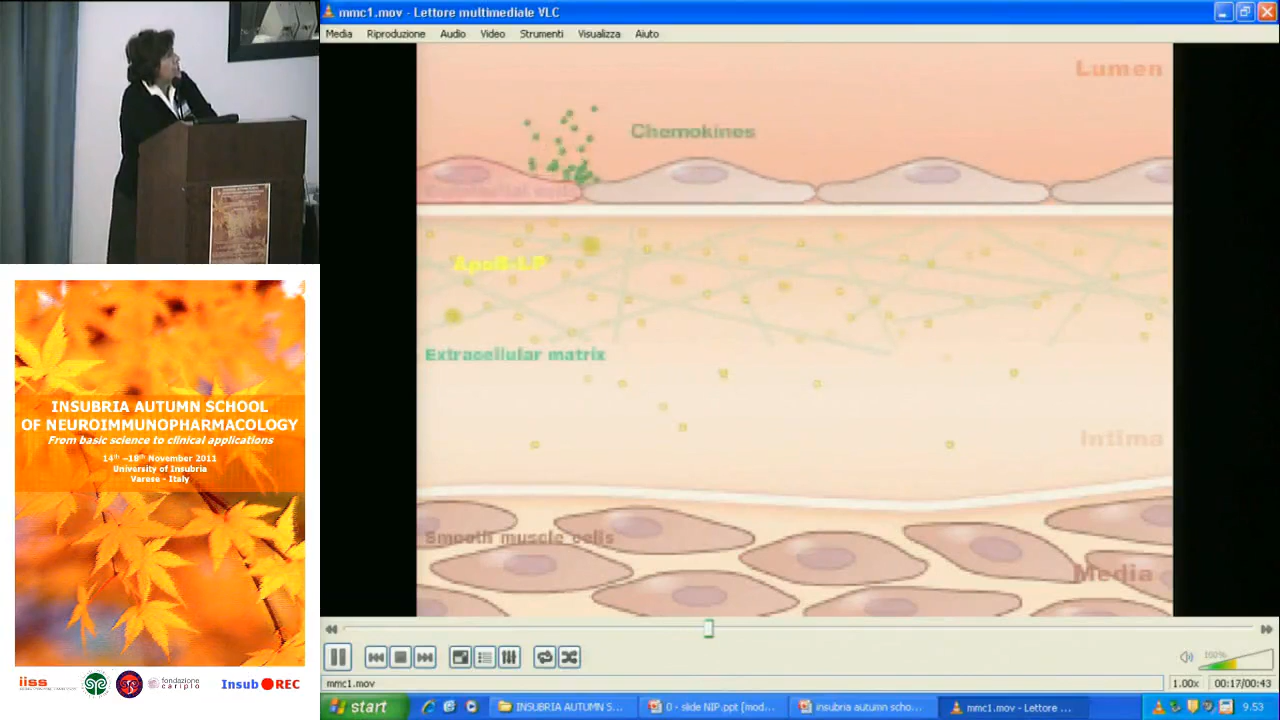 mmc1.mov - Lettore multimediale VLC
Media Riproduzione Audio Video Strumenti Visualizza Aiuto
Lumen
Chemokines
ApoB-LP
Extracellular matrix
Intima
Smooth muscle cells
Media
INSUBRIA AUTUMN SCHOOL
OF NEUROIMMUNOPHARMACOLOGY
From basic science to clinical applications
14th -18th November 2011
University of Insubria
Varese - Italy
iiss
fondazione
cariplo
Insub REC
100%
mmc1.mov
1.00x
00:17/00:43
start
INSUBRIA AUTUMN S...
0 - slide NIP.ppt [mod...
insubria autumn scho...
mmc1.mov - Lettore ...
9.53